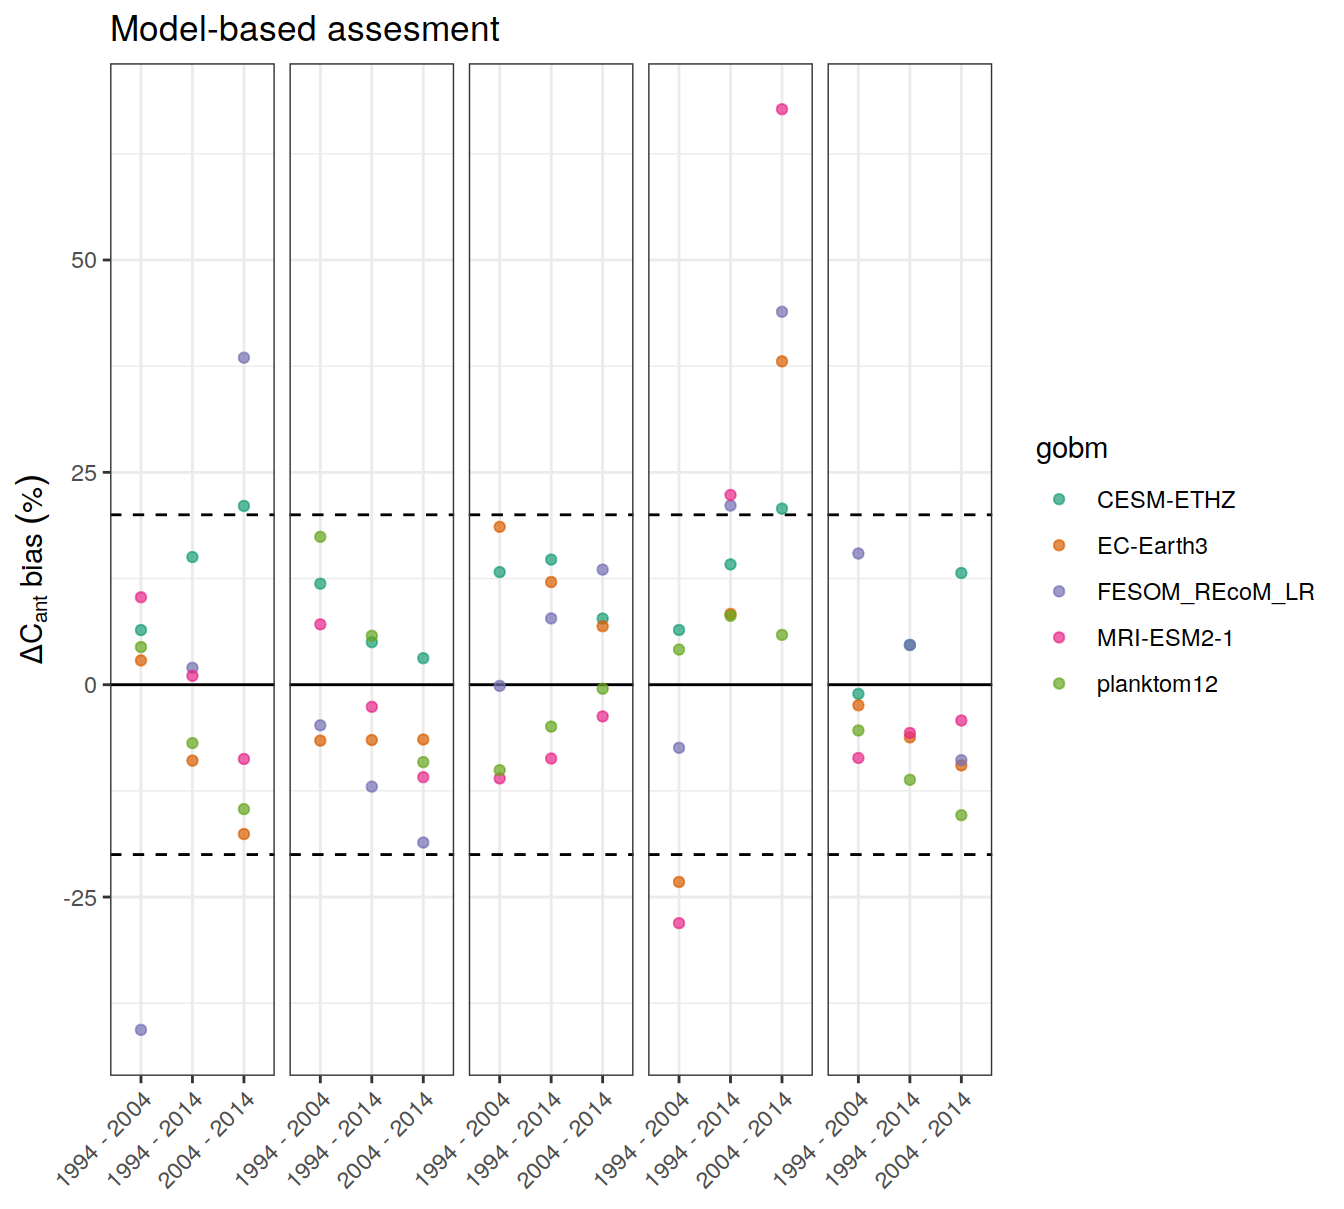 Model-based assesment
ΔCant bias (%)
50
25
0
-25
1994 - 2004
1994 - 2014
2004 - 2014
1994 - 2004
1994 - 2014
2004 - 2014
1994 - 2004
1994 - 2014
2004 - 2014
1994 - 2004
1994 - 2014
2004 - 2014
1994 - 2004
1994 - 2014
2004 - 2014
gobm
CESM-ETHZ
EC-Earth3
FESOM_REcoM_LR
MRI-ESM2-1
planktom12